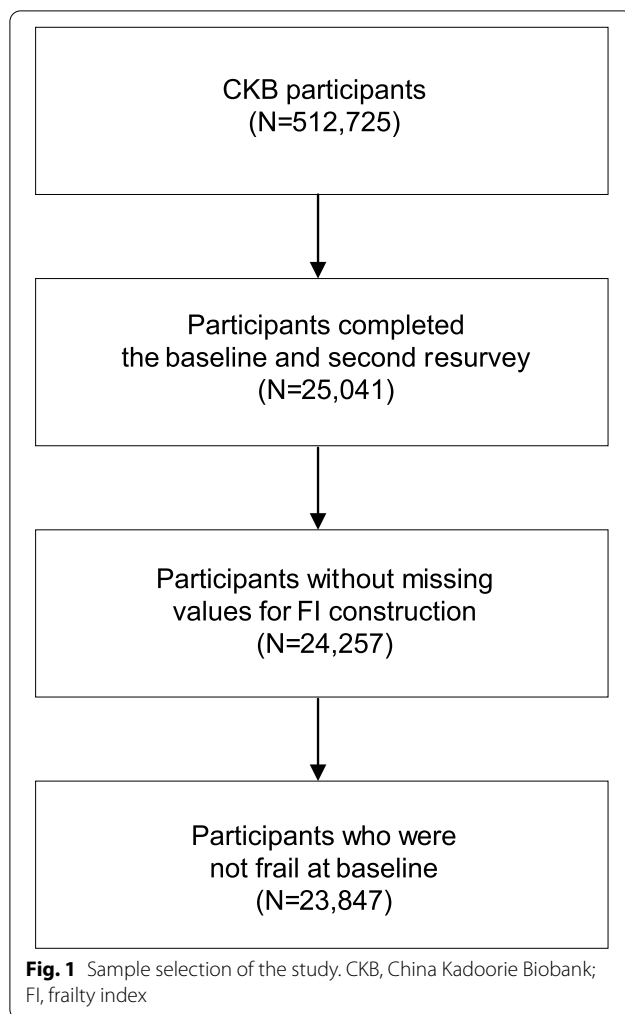 CKB participants
(N=512,725)
Participants completed
the baseline and second resurvey
(N=25,041)
Participants without missing
values for FI construction
(N=24,257)
Participants who were
not frail at baseline
(N=23,847)
Fig. 1 Sample selection of the study. CKB, China Kadoorie Biobank;
FI, frailty index